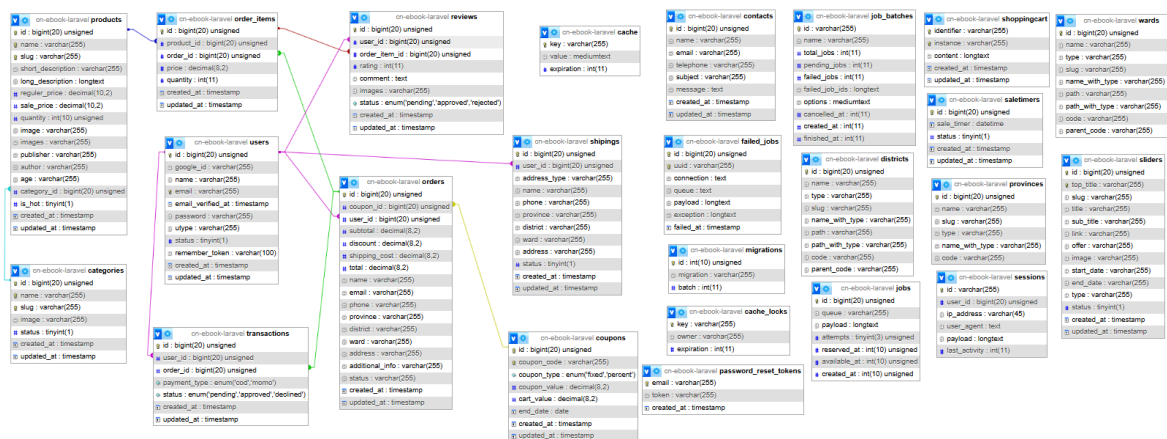 cn-ebook-laravel products
id : bigint(20) unsigned
name : varchar(255)
slug : varchar(255)
short_description : varchar(255)
long_description : longtext
reguler_price : decimal(10,2)
sale_price : decimal(10,2)
quantity : int(10) unsigned
image : varchar(255)
images : varchar(255)
publisher : varchar(255)
author : varchar(255)
age : varchar(255)
category_id : bigint(20) unsigned
is_hot : tinyint(1)
created_at : timestamp
updated_at : timestamp
cn-ebook-laravel categories
id : bigint(20) unsigned
name : varchar(255)
slug : varchar(255)
image : varchar(255)
status : tinyint(1)
created_at : timestamp
updated_at : timestamp
cn-ebook-laravel order_items
id : bigint(20) unsigned
product_id : bigint(20) unsigned
order_id : bigint(20) unsigned
price : decimal(8,2)
quantity : int(11)
created_at : timestamp
updated_at : timestamp
cn-ebook-laravel users
id : bigint(20) unsigned
google_id : varchar(255)
name : varchar(255)
email : varchar(255)
email_verified_at : timestamp
password : varchar(255)
utype : varchar(255)
status : tinyint(1)
remember_token : varchar(100)
created_at : timestamp
updated_at : timestamp
cn-ebook-laravel transactions
id : bigint(20) unsigned
user_id : bigint(20) unsigned
order_id : bigint(20) unsigned
payment_type : enum('cod','momo')
status : enum('pending','approved','declined')
created_at : timestamp
updated_at : timestamp
cn-ebook-laravel reviews
id : bigint(20) unsigned
user_id : bigint(20) unsigned
order_item_id : bigint(20) unsigned
rating : int(11)
comment : text
images : varchar(255)
status : enum('pending','approved','rejected')
created_at : timestamp
updated_at : timestamp
cn-ebook-laravel orders
id : bigint(20) unsigned
coupon_id : bigint(20) unsigned
user_id : bigint(20) unsigned
subtotal : decimal(8,2)
discount : decimal(8,2)
shipping_cost : decimal(8,2)
total : decimal(8,2)
name : varchar(255)
email : varchar(255)
phone : varchar(255)
province : varchar(255)
district : varchar(255)
ward : varchar(255)
address : varchar(255)
additional_info : varchar(255)
status : varchar(255)
created_at : timestamp
updated_at : timestamp
cn-ebook-laravel cache
key : varchar(255)
value : mediumtext
expiration : int(11)
cn-ebook-laravel shipings
id : bigint(20) unsigned
user_id : bigint(20) unsigned
address_type : varchar(255)
name : varchar(255)
phone : varchar(255)
province : varchar(255)
district : varchar(255)
ward : varchar(255)
address : varchar(255)
status : tinyint(1)
created_at : timestamp
updated_at : timestamp
cn-ebook-laravel coupons
id : bigint(20) unsigned
coupon_code : varchar(255)
coupon_type : enum('fixed','percent')
coupon_value : decimal(8,2)
cart_value : decimal(8,2)
end_date : date
created_at : timestamp
updated_at : timestamp
cn-ebook-laravel contacts
id : bigint(20) unsigned
name : varchar(255)
email : varchar(255)
telephone : varchar(255)
subject : varchar(255)
message : text
created_at : timestamp
updated_at : timestamp
cn-ebook-laravel failed_jobs
id : bigint(20) unsigned
uuid : varchar(255)
connection : text
queue : text
payload : longtext
exception : longtext
failed_at : timestamp
cn-ebook-laravel migrations
id : int(10) unsigned
migration : varchar(255)
batch : int(11)
cn-ebook-laravel cache_locks
key : varchar(255)
owner : varchar(255)
expiration : int(11)
cn-ebook-laravel password_reset_tokens
email : varchar(255)
token : varchar(255)
created_at : timestamp
cn-ebook-laravel job_batches
id : varchar(255)
name : varchar(255)
total_jobs : int(11)
pending_jobs : int(11)
failed_jobs : int(11)
failed_job_ids : longtext
options : mediumtext
cancelled_at : int(11)
created_at : int(11)
finished_at : int(11)
cn-ebook-laravel districts
id : bigint(20) unsigned
name : varchar(255)
type : varchar(255)
slug : varchar(255)
name_with_type : varchar(255)
path : varchar(255)
path_with_type : varchar(255)
code : varchar(255)
parent_code : varchar(255)
cn-ebook-laravel jobs
id : bigint(20) unsigned
queue : varchar(255)
payload : longtext
attempts : tinyint(3) unsigned
reserved_at : int(10) unsigned
available_at : int(10) unsigned
created_at : int(10) unsigned
cn-ebook-laravel shoppingcart
identifier : varchar(255)
instance : varchar(255)
content : longtext
created_at : timestamp
updated_at : timestamp
cn-ebook-laravel saletimers
id : bigint(20) unsigned
sale_timer : datetime
status : tinyint(1)
created_at : timestamp
updated_at : timestamp
cn-ebook-laravel provinces
id : bigint(20) unsigned
name : varchar(255)
slug : varchar(255)
type : varchar(255)
name_with_type : varchar(255)
code : varchar(255)
cn-ebook-laravel sessions
id : varchar(255)
user_id : bigint(20) unsigned
ip_address : varchar(45)
user_agent : text
payload : longtext
last_activity : int(11)
cn-ebook-laravel wards
id : bigint(20) unsigned
name : varchar(255)
type : varchar(255)
slug : varchar(255)
name_with_type : varchar(255)
path : varchar(255)
path_with_type : varchar(255)
code : varchar(255)
parent_code : varchar(255)
cn-ebook-laravel sliders
id : bigint(20) unsigned
top_title : varchar(255)
slug : varchar(255)
title : varchar(255)
sub_title : varchar(255)
link : varchar(255)
offer : varchar(255)
image : varchar(255)
start_date : varchar(255)
end_date : varchar(255)
type : varchar(255)
status : tinyint(1)
created_at : timestamp
updated_at : timestamp